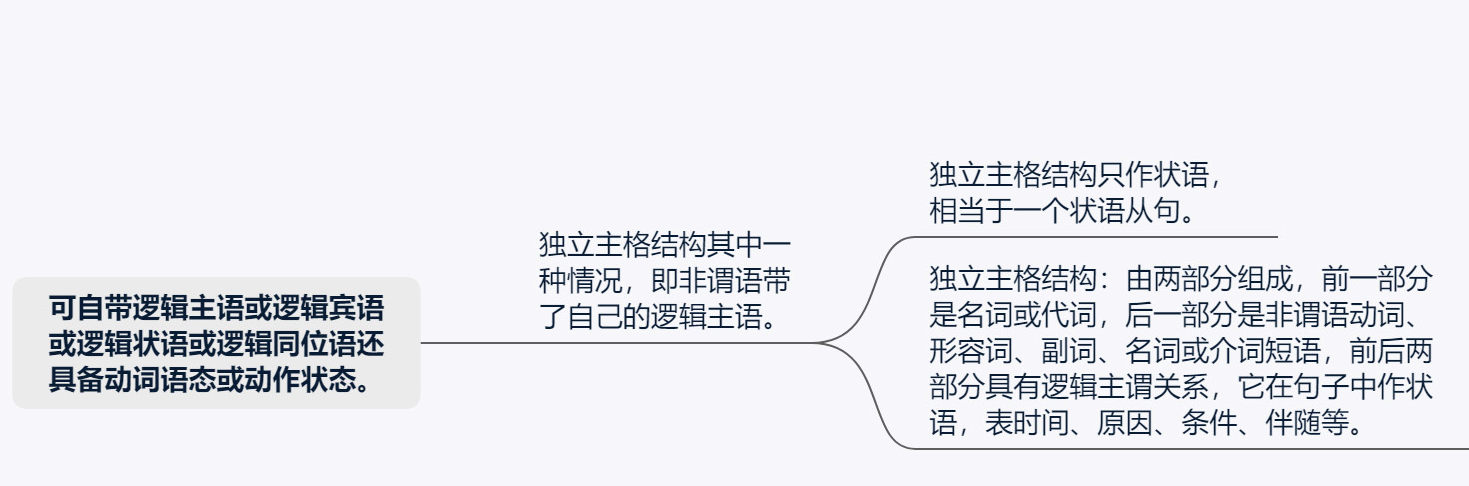 可自带逻辑主语或逻辑宾语
或逻辑状语或逻辑同位语还
具备动词语态或动作状态。
独立主格结构其中一
种情况，即非谓语带
了自己的逻辑主语。
独立主格结构只作状语，
相当于一个状语从句。
独立主格结构：由两部分组成，前一部分
是名词或代词，后一部分是非谓语动词、
形容词、副词、名词或介词短语，前后两
部分具有逻辑主谓关系，它在句子中作状
语，表时间、原因、条件、伴随等。